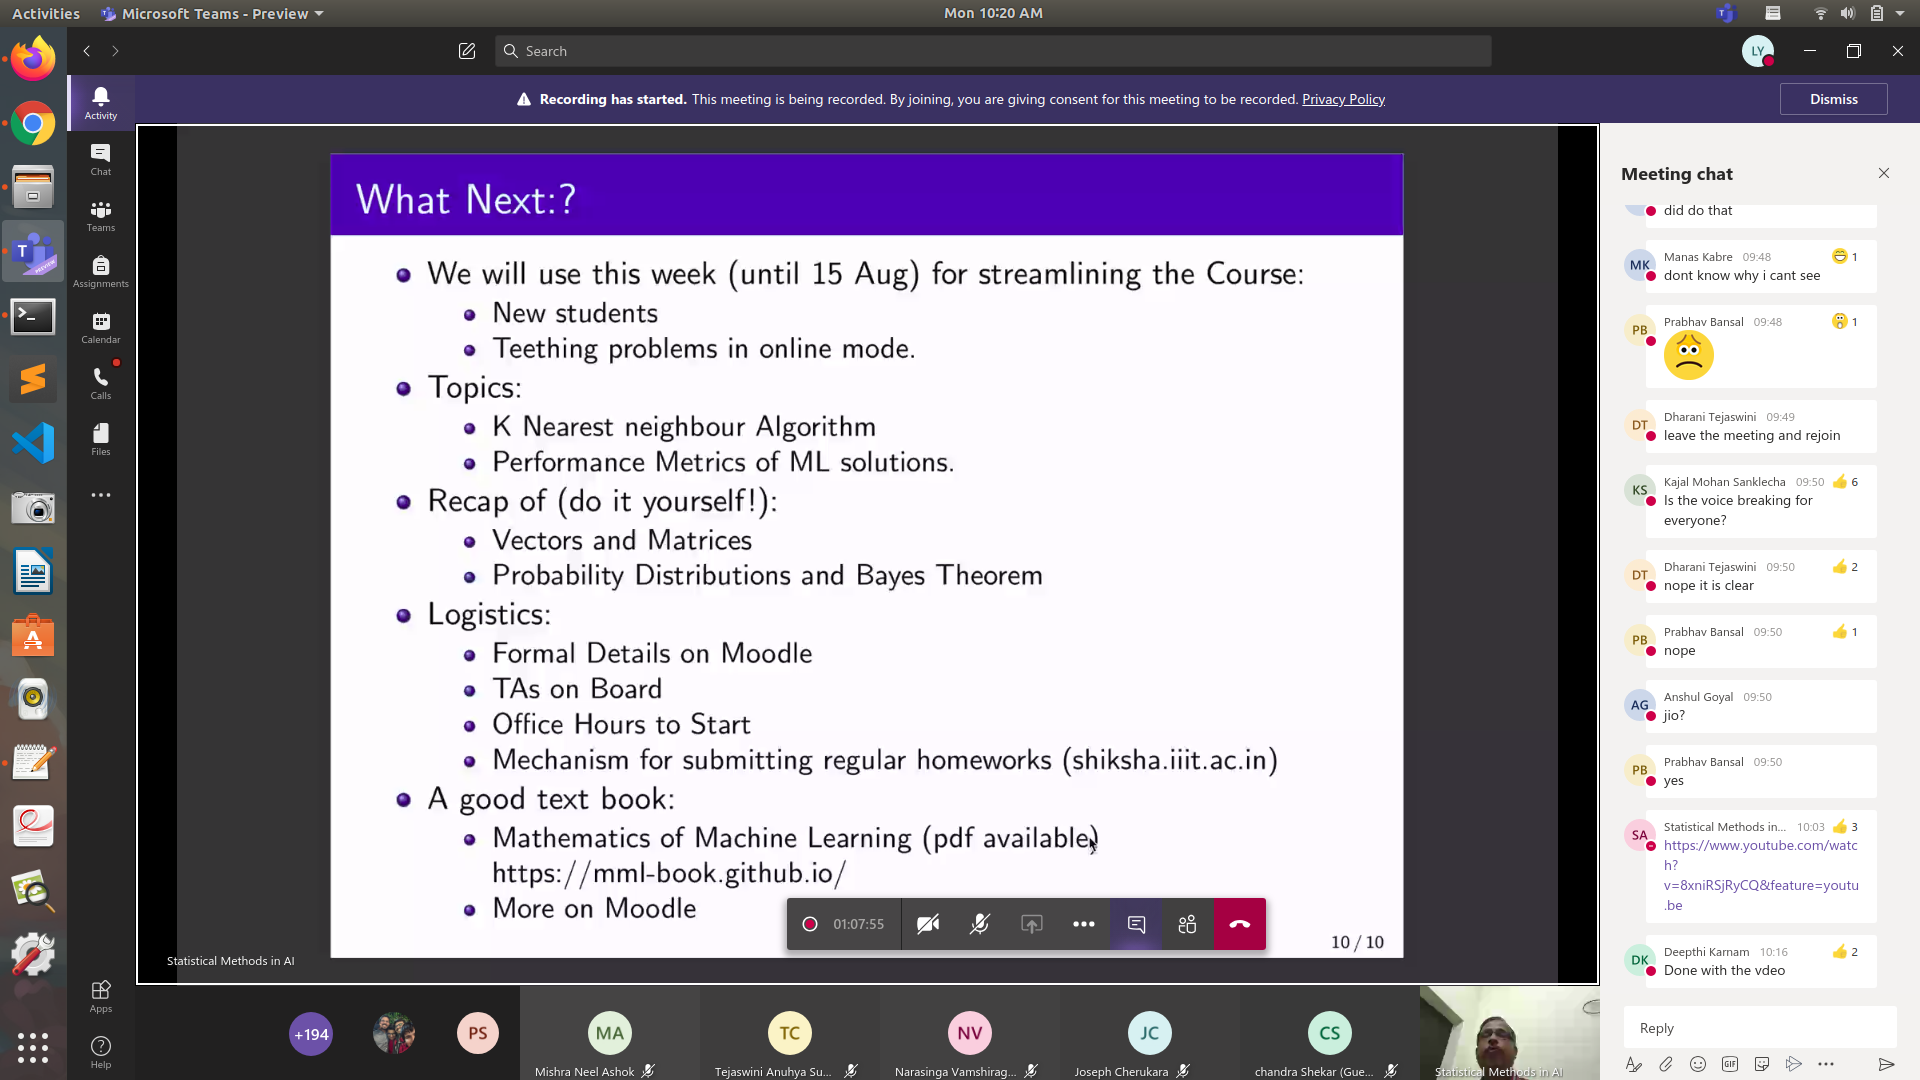 Activities
Microsoft Teams - Preview
Mon 10:20 AM
Search
LY
Recording has started. This meeting is being recorded. By joining, you are giving consent for this meeting to be recorded. Privacy Policy
Dismiss
Activity
Chat
Teams
Assignments
Calendar
Calls
Files
Apps
Help
What Next:?
We will use this week (until 15 Aug) for streamlining the Course:
New students
Teething problems in online mode.
Topics:
K Nearest neighbour Algorithm
Performance Metrics of ML solutions.
Recap of (do it yourself!):
Vectors and Matrices
Probability Distributions and Bayes Theorem
Logistics:
Formal Details on Moodle
TAs on Board
Office Hours to Start
Mechanism for submitting regular homeworks (shiksha.iiit.ac.in)
A good text book:
Mathematics of Machine Learning (pdf available)
https://mml-book.github.io/
More on Moodle
10 / 10
01:07:55
Statistical Methods in AI
+194
PS
MA
Mishra Neel Ashok
TC
Tejaswini Anuhya Su...
NV
Narasinga Vamshirag...
JC
Joseph Cherukara
CS
chandra Shekar (Gue...
Statistical Methods in AI
Meeting chat
did do that
MK
Manas Kabre 09:48 1
dont know why i cant see
PB
Prabhav Bansal 09:48 1
DT
Dharani Tejaswini 09:49
leave the meeting and rejoin
KS
Kajal Mohan Sanklecha 09:50 6
Is the voice breaking for
everyone?
DT
Dharani Tejaswini 09:50 2
nope it is clear
PB
Prabhav Bansal 09:50 1
nope
AG
Anshul Goyal 09:50
jio?
PB
Prabhav Bansal 09:50
yes
SA
Statistical Methods in... 10:03 3
https://www.youtube.com/watc
h?
v=8xniRSjRyCQ&feature=youtu
.be
DK
Deepthi Karnam 10:16 2
Done with the vdeo
Reply
GIF